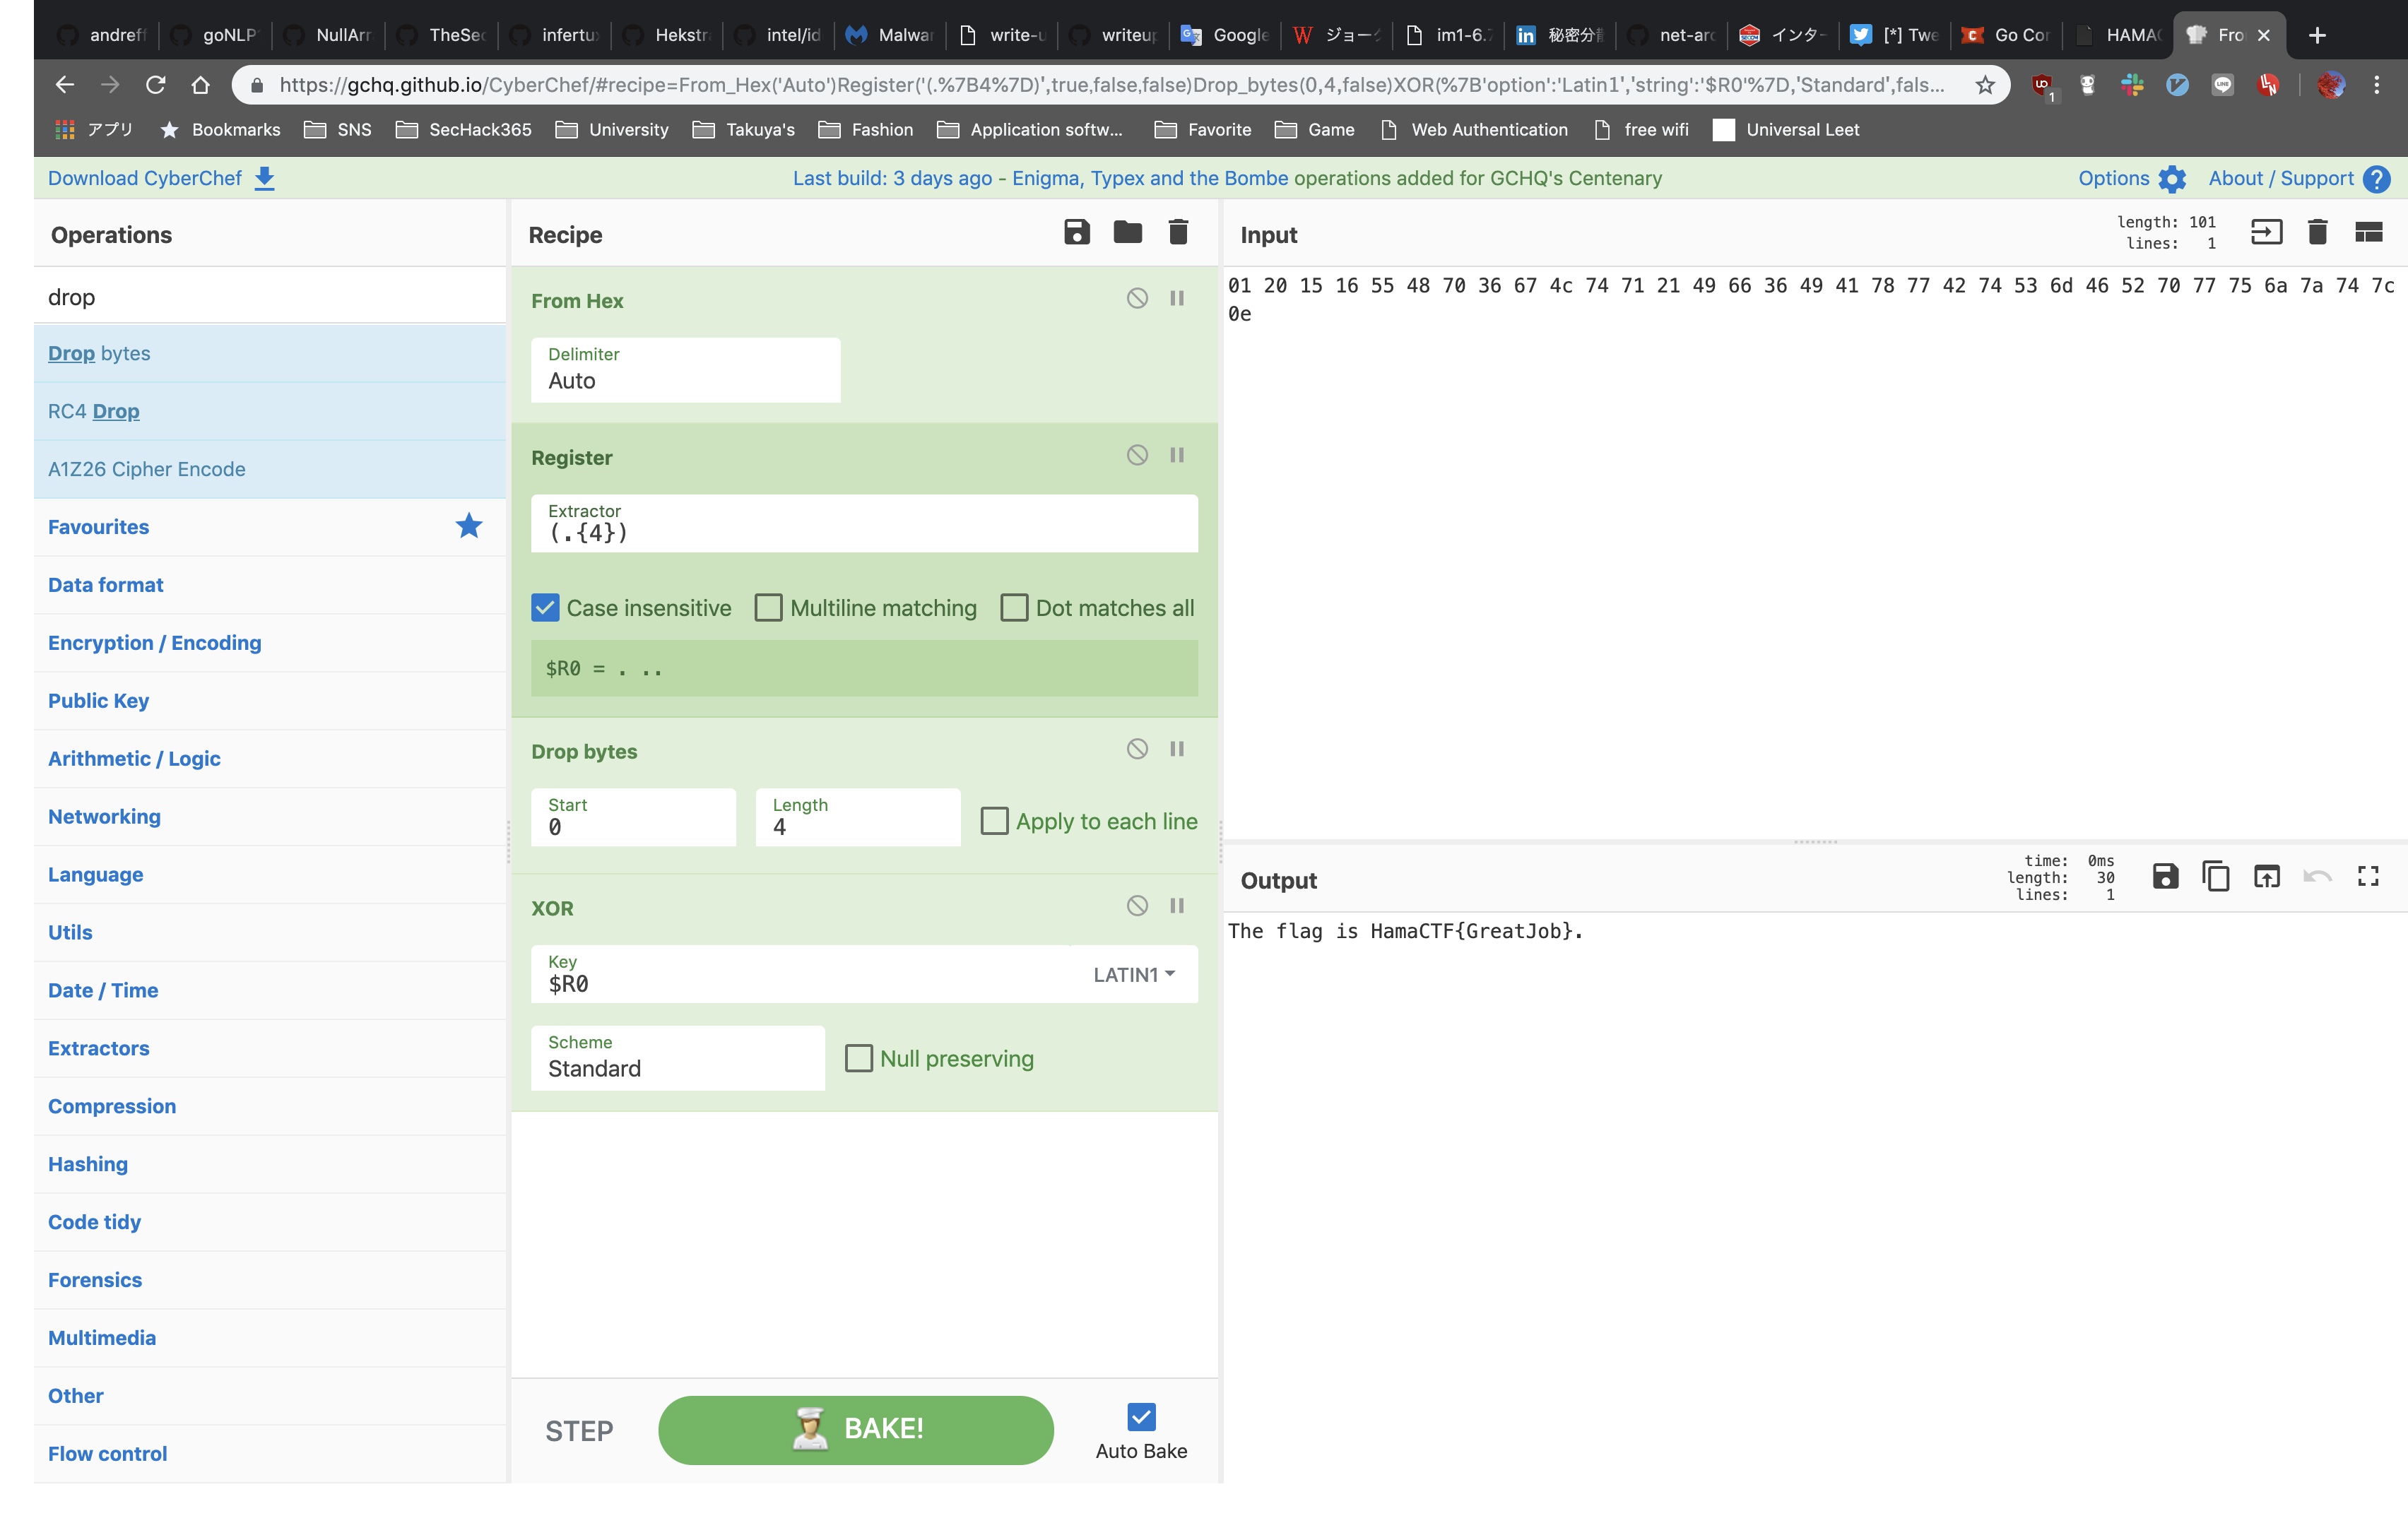 andreff goNLP NullArr TheSec infertu Hekstr intel/id Malwar write-u writeup Google ジョーク im1-6.7 秘密分散 net-arc インター [*] Twe Go Cor HAMAC Fro
https://gchq.github.io/CyberChef/#recipe=From_Hex('Auto')Register('(.%7B4%7D)',true,false,false)Drop_bytes(0,4,false)XOR(%7B'option':'Latin1','string':'$R0'%7D,'Standard',fals...
アプリ Bookmarks SNS SecHack365 University Takuya's Fashion Application softw... Favorite Game Web Authentication free wifi Universal Leet
Download CyberChef Last build: 3 days ago - Enigma, Typex and the Bombe operations added for GCHQ's Centenary Options About / Support
Operations
drop
Drop bytes
RC4 Drop
A1Z26 Cipher Encode
Favourites
Data format
Encryption / Encoding
Public Key
Arithmetic / Logic
Networking
Language
Utils
Date / Time
Extractors
Compression
Hashing
Code tidy
Forensics
Multimedia
Other
Flow control
Recipe
From Hex
Delimiter
Auto
Register
Extractor
(.{4})
Case insensitive Multiline matching Dot matches all
$R0 = . ..
Drop bytes
Start
0
Length
4
Apply to each line
XOR
Key
$R0
LATIN1
Scheme
Standard
Null preserving
STEP
BAKE!
Auto Bake
Input
length: 101
lines: 1
01 20 15 16 55 48 70 36 67 4c 74 71 21 49 66 36 49 41 78 77 42 74 53 6d 46 52 70 77 75 6a 7a 74 7c
0e
Output
time: 0ms
length: 30
lines: 1
The flag is HamaCTF{GreatJob}.